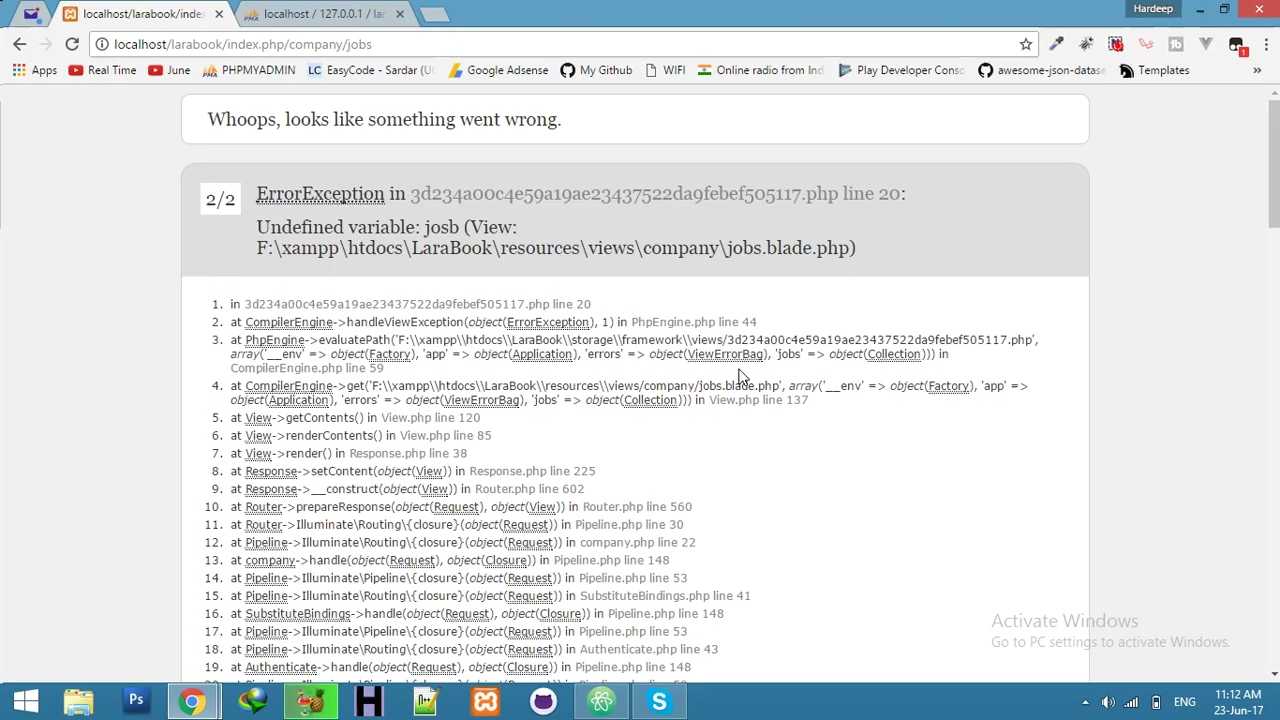 localhost/larabook/index
localhost / 127.0.0.1 / lar
Hardeep
localhost/larabook/index.php/company/jobs
1
Apps Real Time June PHPMYADMIN LC EasyCode - Sardar (UC Google Adsense My Github WIFI Online radio from Indi Play Developer Conso awesome-json-datase Templates »
Whoops, looks like something went wrong.
2/2
ErrorException in 3d234a00c4e59a19ae23437522da9febef505117.php line 20:
Undefined variable: josb (View:
F:\xampp\htdocs\LaraBook\resources\views\company\jobs.blade.php)
1. in 3d234a00c4e59a19ae23437522da9febef505117.php line 20
2. at CompilerEngine->handleViewException(object(ErrorException), 1) in PhpEngine.php line 44
3. at PhpEngine->evaluatePath('F:\\xampp\\htdocs\\LaraBook\\storage\\framework\\views/3d234a00c4e59a19ae23437522da9febef505117.php',
array('__env' => object(Factory), 'app' => object(Application), 'errors' => object(ViewErrorBag), 'jobs' => object(Collection))) in
CompilerEngine.php line 59
4. at CompilerEngine->get('F:\\xampp\\htdocs\\LaraBook\\resources\\views/company/jobs.blade.php', array('__env' => object(Factory), 'app' =>
object(Application), 'errors' => object(ViewErrorBag), 'jobs' => object(Collection))) in View.php line 137
5. at View->getContents() in View.php line 120
6. at View->renderContents() in View.php line 85
7. at View->render() in Response.php line 38
8. at Response->setContent(object(View)) in Response.php line 225
9. at Response->__construct(object(View)) in Router.php line 602
10. at Router->prepareResponse(object(Request), object(View)) in Router.php line 560
11. at Router->Illuminate\Routing\{closure}(object(Request)) in Pipeline.php line 30
12. at Pipeline->Illuminate\Routing\{closure}(object(Request)) in company.php line 22
13. at company->handle(object(Request), object(Closure)) in Pipeline.php line 148
14. at Pipeline->Illuminate\Pipeline\{closure}(object(Request)) in Pipeline.php line 53
15. at Pipeline->Illuminate\Routing\{closure}(object(Request)) in SubstituteBindings.php line 41
16. at SubstituteBindings->handle(object(Request), object(Closure)) in Pipeline.php line 148
17. at Pipeline->Illuminate\Pipeline\{closure}(object(Request)) in Pipeline.php line 53
18. at Pipeline->Illuminate\Routing\{closure}(object(Request)) in Authenticate.php line 43
19. at Authenticate->handle(object(Request), object(Closure)) in Pipeline.php line 148
Activate Windows
Go to PC settings to activate Windows.
Ps
ENG
11:12 AM
23-Jun-17